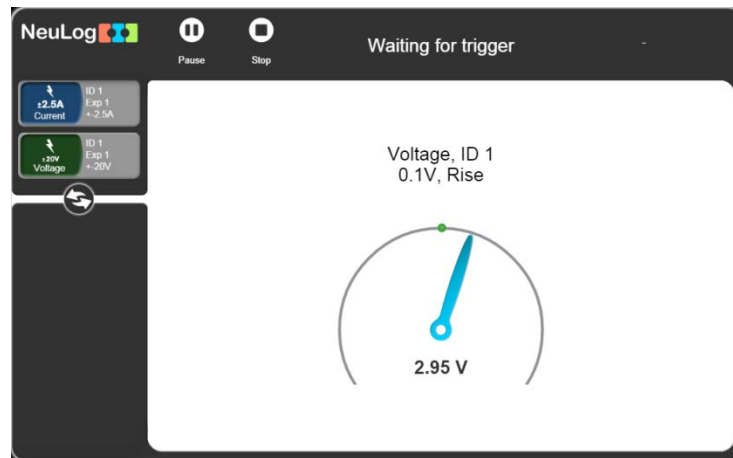 NeuLog
Pause
Stop
Waiting for trigger
-
±2.5A
Current
ID 1
Exp 1
+-2.5A
±20V
Voltage
ID 1
Exp 1
+-20V
Voltage, ID 1
0.1V, Rise
2.95 V